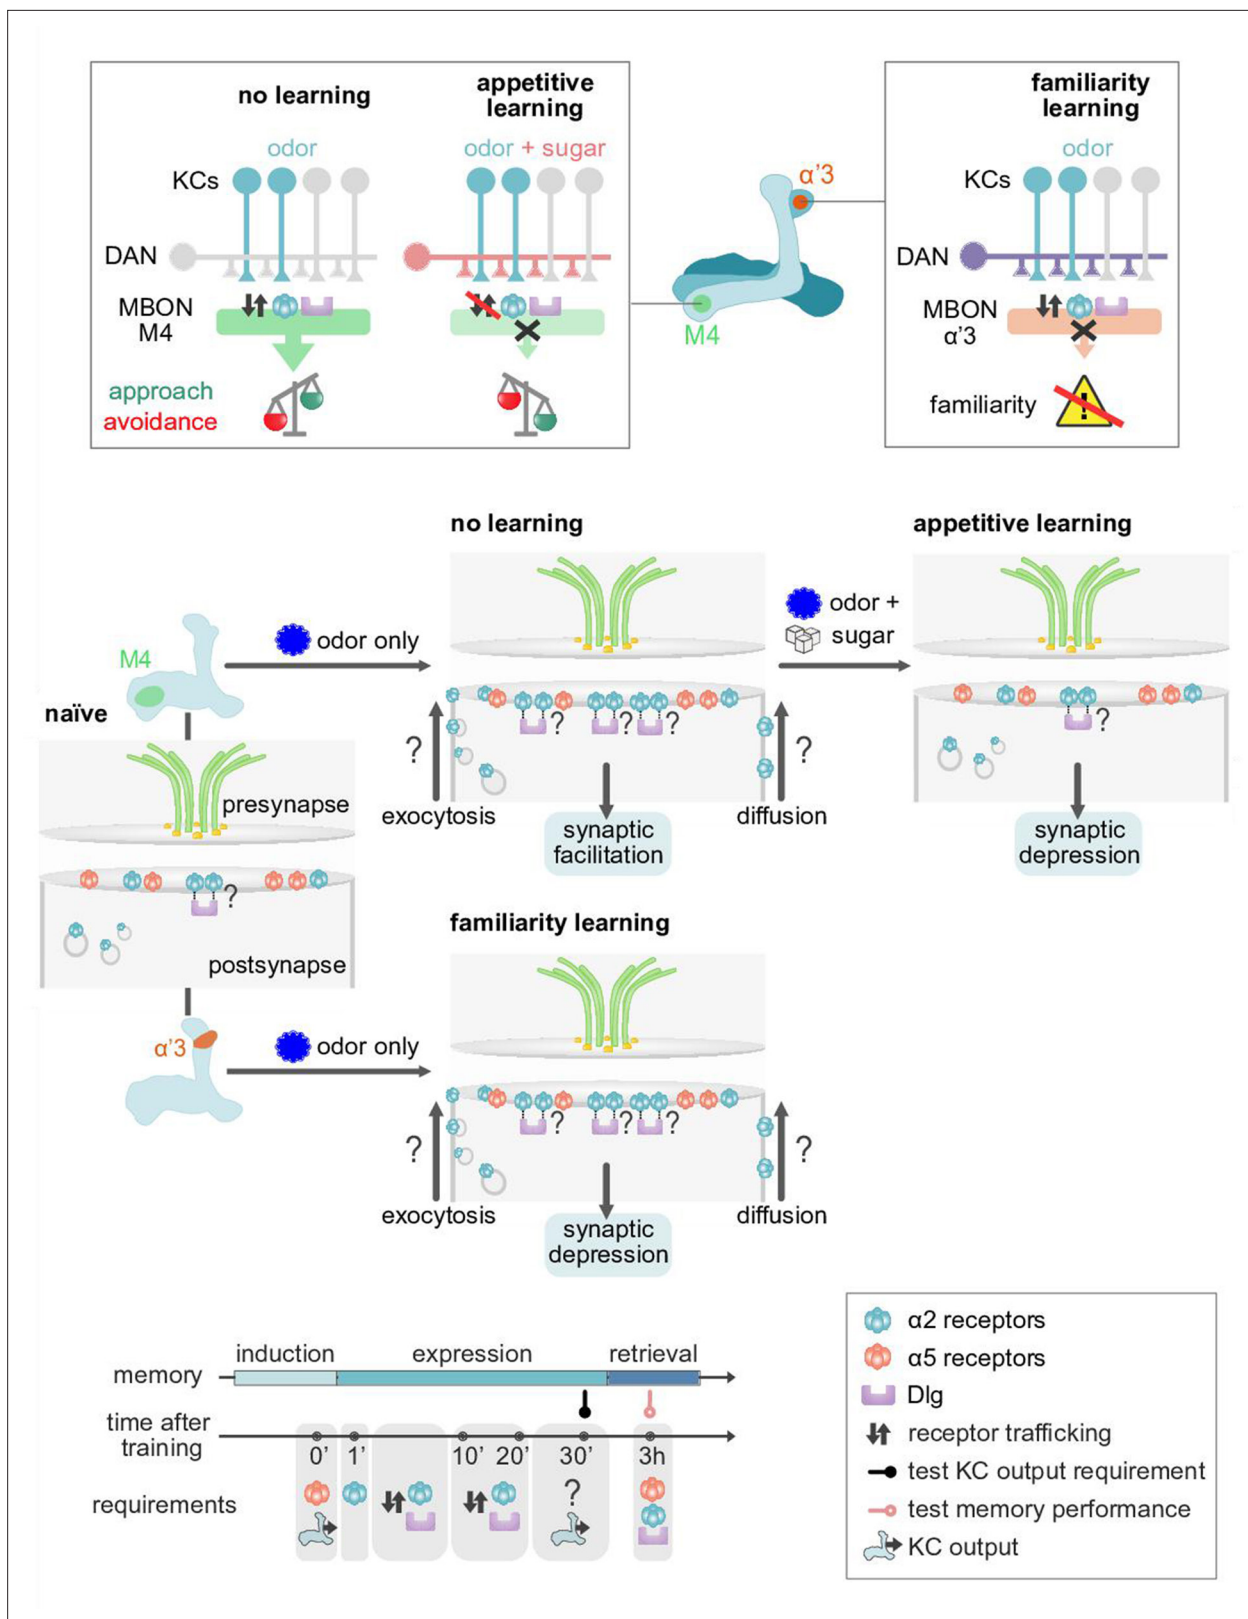 no learning
appetitive
learning
odor
odor + sugar
KCs
DAN
MBON
M4
approach
avoidance
α'3
M4
familiarity
learning
odor
KCs
DAN
MBON
α'3
familiarity
!
no learning
appetitive learning
M4
odor only
odor +
sugar
naïve
presynapse
postsynapse
?
?
?
?
?
?
?
exocytosis
diffusion
synaptic
facilitation
synaptic
depression
familiarity learning
α'3
odor only
?
?
?
?
?
exocytosis
diffusion
synaptic
depression
induction
expression
retrieval
memory
time after
training
0'
1'
10'
20'
30'
3h
requirements
?
α2 receptors
α5 receptors
Dlg
receptor trafficking
test KC output requirement
test memory performance
KC output